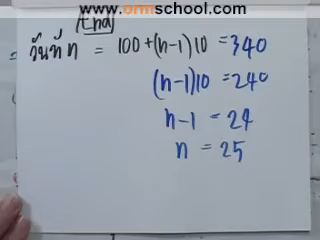 www.ormschool.com
วันที่ n = 100+(n-1)10 = 340
(n-1)10 = 240
n-1 = 24
n = 25